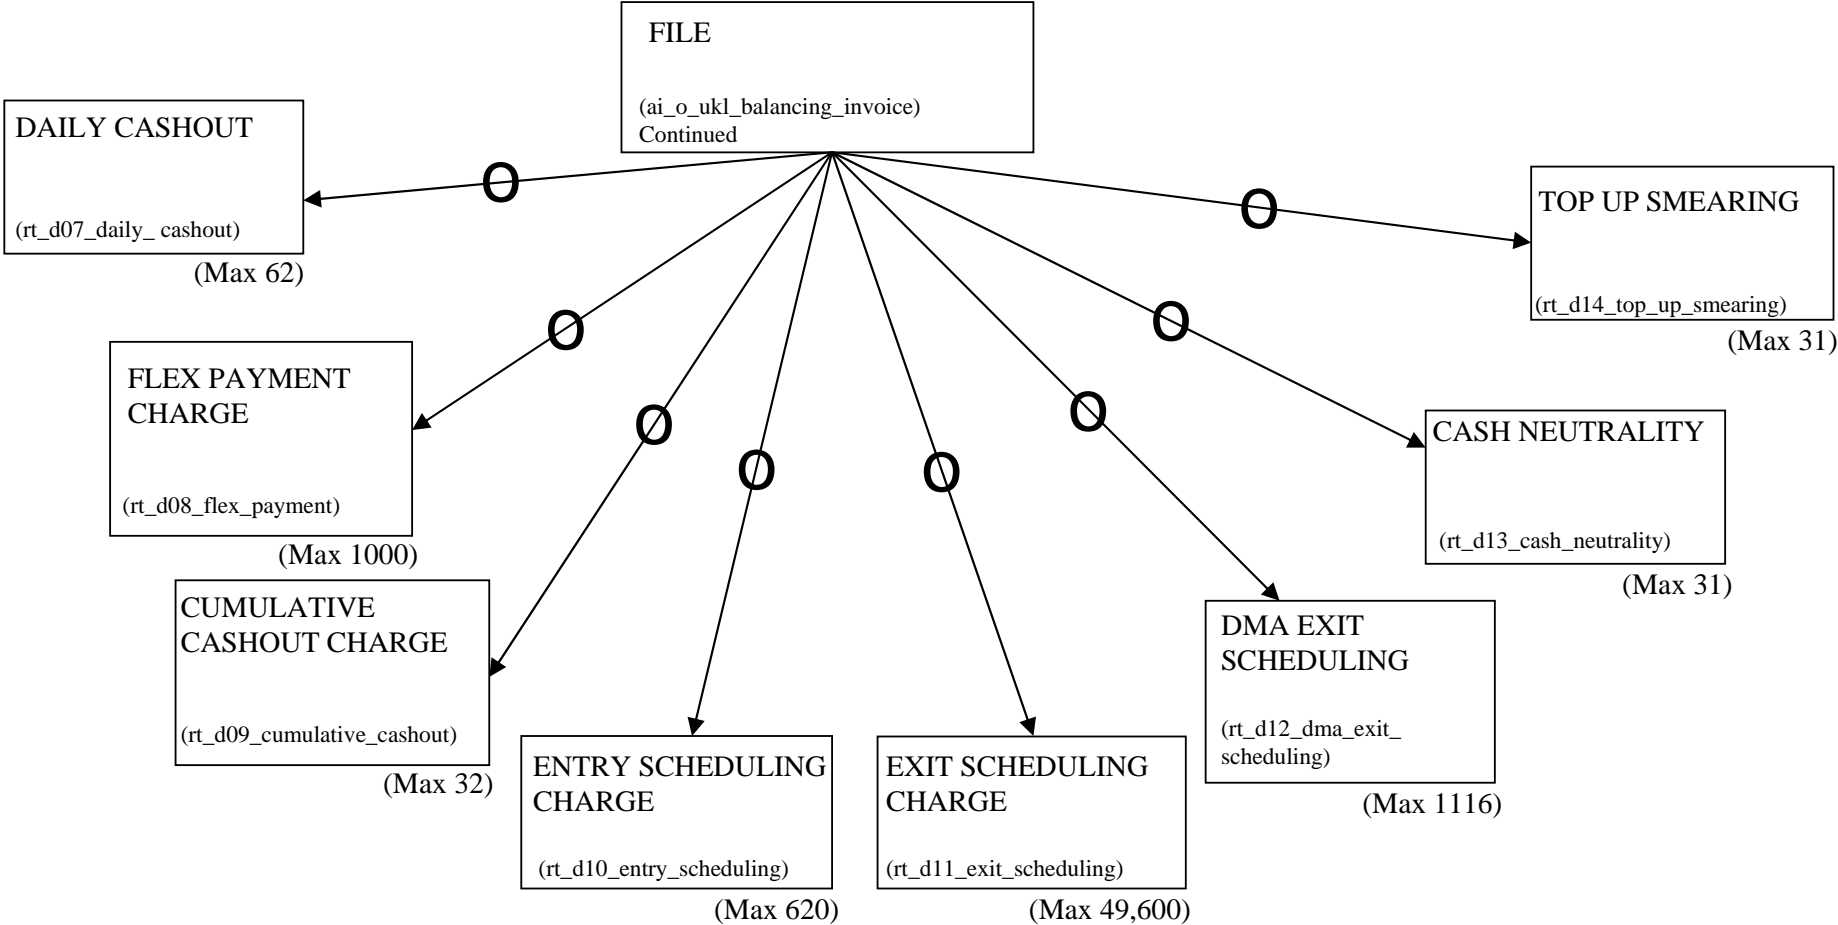 FILE
(ai_o_ukl_balancing_invoice)
Continued
DAILY CASHOUT
(rt_d07_daily_ cashout)
(Max 62)
O
O
O
O
O
O
O
O
TOP UP SMEARING
(rt_d14_top_up_smearing)
(Max 31)
FLEX PAYMENT
CHARGE
(rt_d08_flex_payment)
(Max 1000)
CASH NEUTRALITY
(rt_d13_cash_neutrality)
(Max 31)
CUMULATIVE
CASHOUT CHARGE
(rt_d09_cumulative_cashout)
(Max 32)
DMA EXIT
SCHEDULING
(rt_d12_dma_exit_
scheduling)
(Max 1116)
ENTRY SCHEDULING
CHARGE
(rt_d10_entry_scheduling)
(Max 620)
EXIT SCHEDULING
CHARGE
(rt_d11_exit_scheduling)
(Max 49,600)